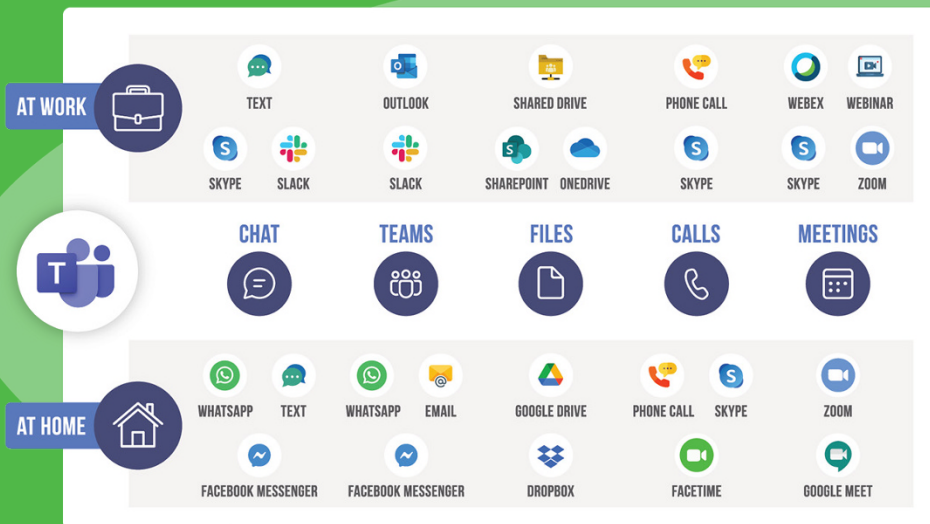 TEXT OUTLOOK SHARED DRIVE PHONE CALL WEBEX WEBINAR
AT WORK
SKYPE SLACK SLACK SHAREPOINT ONEDRIVE SKYPE SKYPE ZOOM
CHAT TEAMS FILES CALLS MEETINGS
T
WHATSAPP TEXT WHATSAPP EMAIL GOOGLE DRIVE PHONE CALL SKYPE ZOOM
AT HOME
FACEBOOK MESSENGER FACEBOOK MESSENGER DROPBOX FACETIME GOOGLE MEET